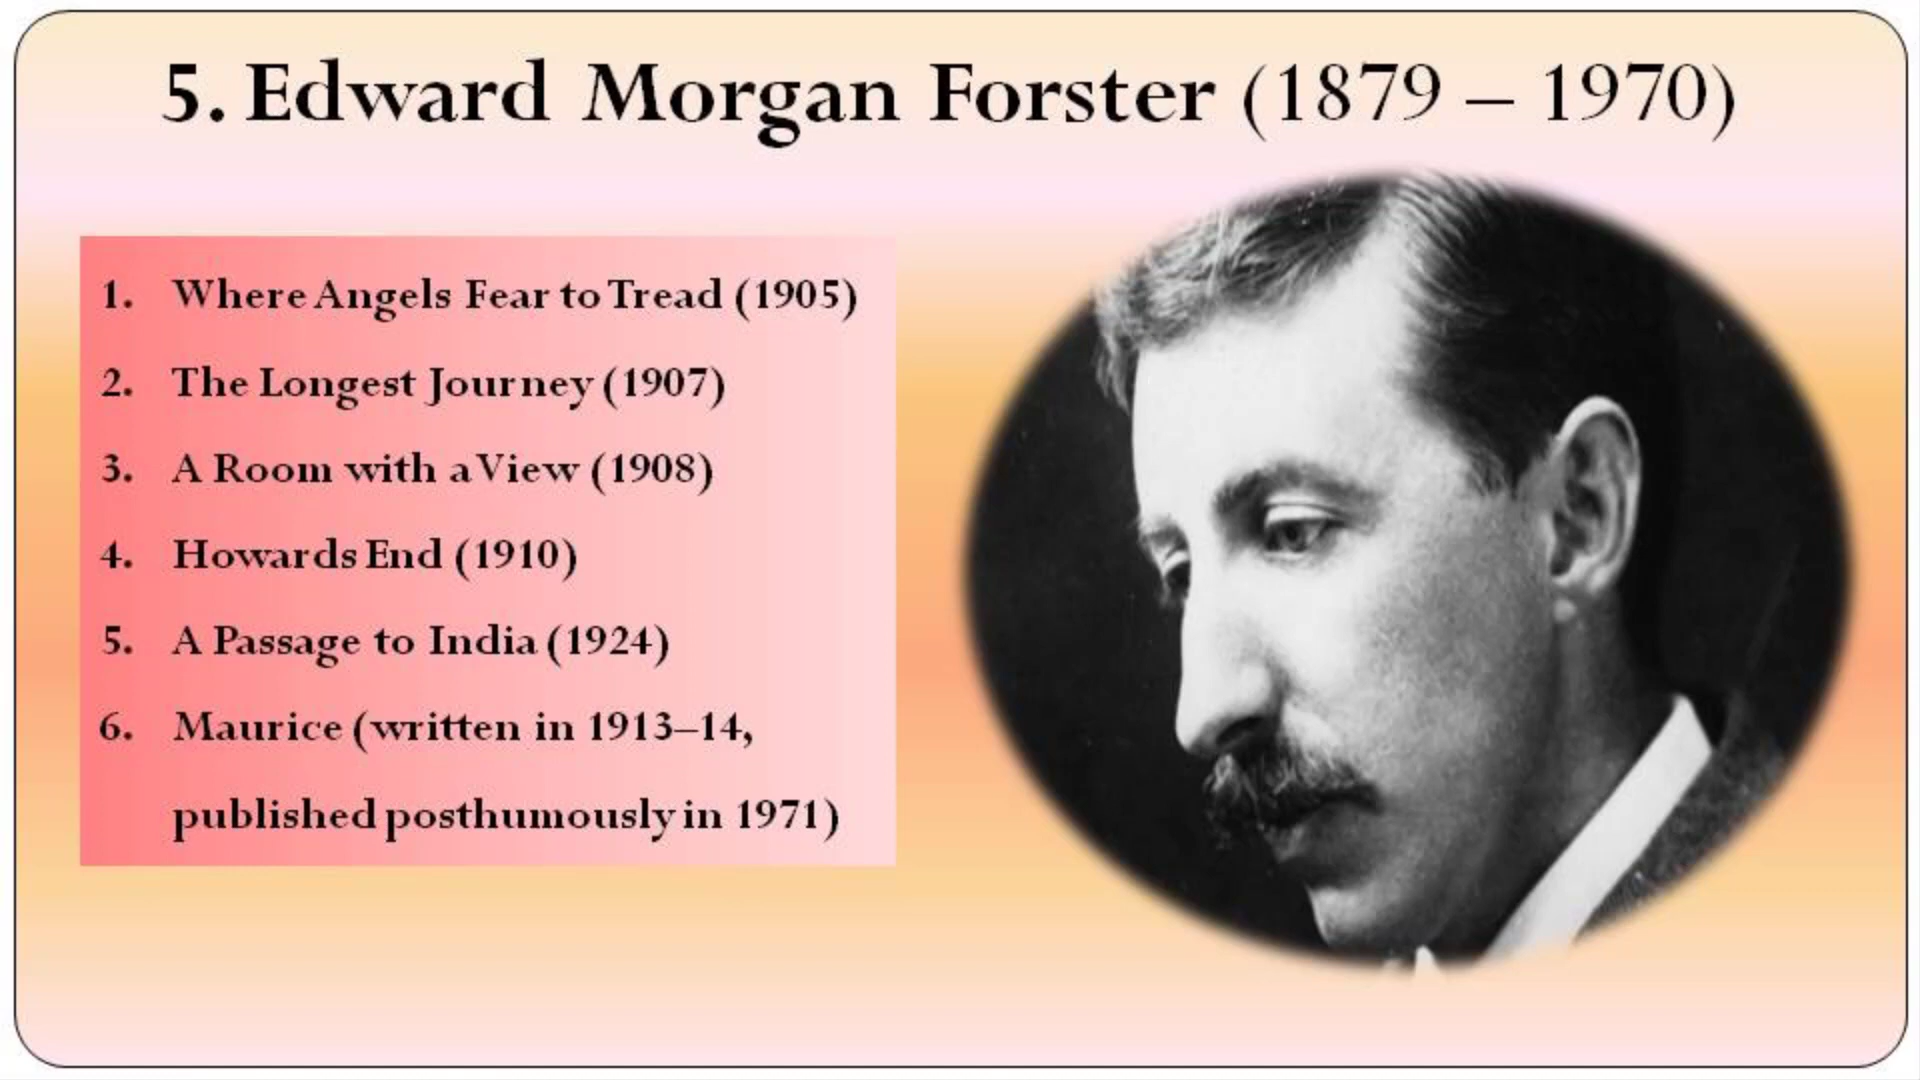 5. Edward Morgan Forster (1879 – 1970)
1. Where Angels Fear to Tread (1905)
2. The Longest Journey (1907)
3. A Room with a View (1908)
4. Howards End (1910)
5. A Passage to India (1924)
6. Maurice (written in 1913–14,
published posthumously in 1971)